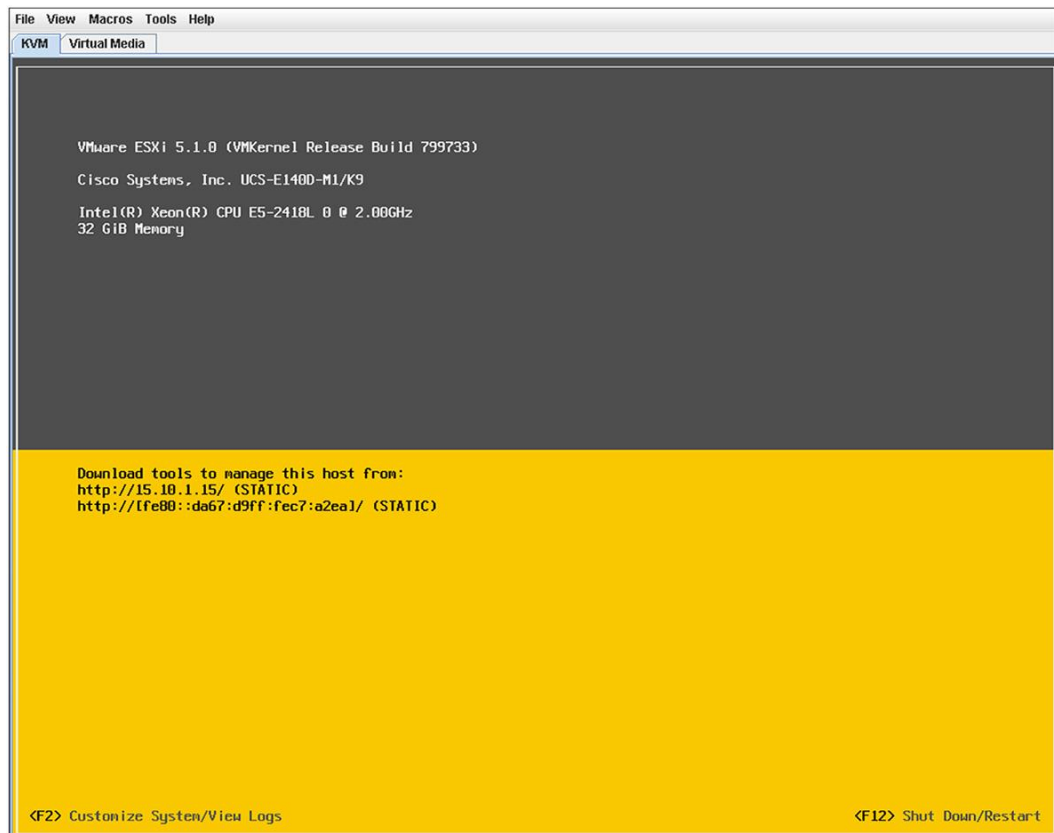 File View Macros Tools Help
KVM Virtual Media
VMware ESXi 5.1.0 (VMKernel Release Build 799733)
Cisco Systems, Inc. UCS-E140D-M1/K9
Intel(R) Xeon(R) CPU E5-2418L 0 @ 2.00GHz
32 GiB Memory
Download tools to manage this host from:
http://15.10.1.15/ (STATIC)
http://[fe80::da67:d9ff:fec7:a2ea]/ (STATIC)
<F2> Customize System/View Logs <F12> Shut Down/Restart